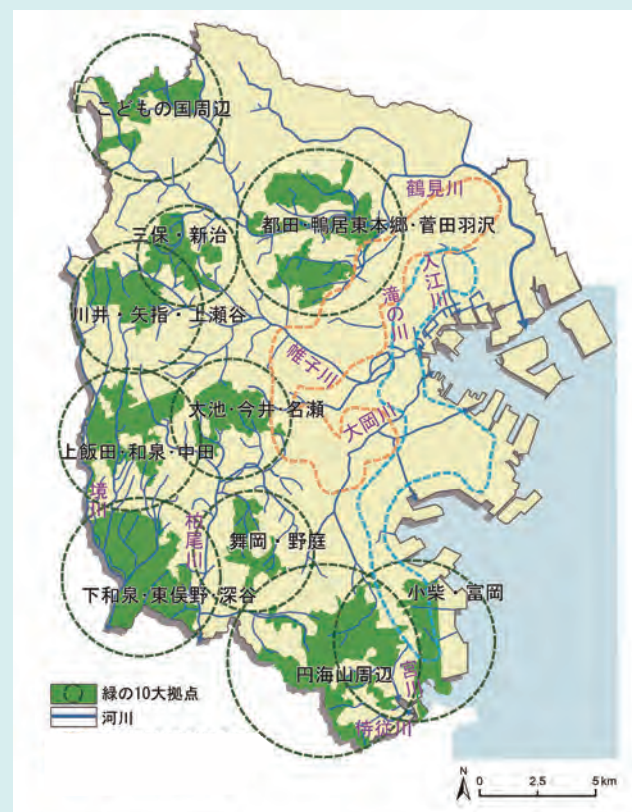 こどもの国周辺
鶴見川
都田・鴨居東本郷・菅田羽沢
三保・新治
入江川
滝の川
川井・矢指・上瀬谷
帷子川
大池・今井・名瀬
大岡川
上飯田・和泉・中田
境川
柏尾川
舞岡・野庭
下和泉・東俣野・深谷
小柴・富岡
円海山周辺
宮川
侍従川
緑の10大拠点
河川
N
0 2.5 5km